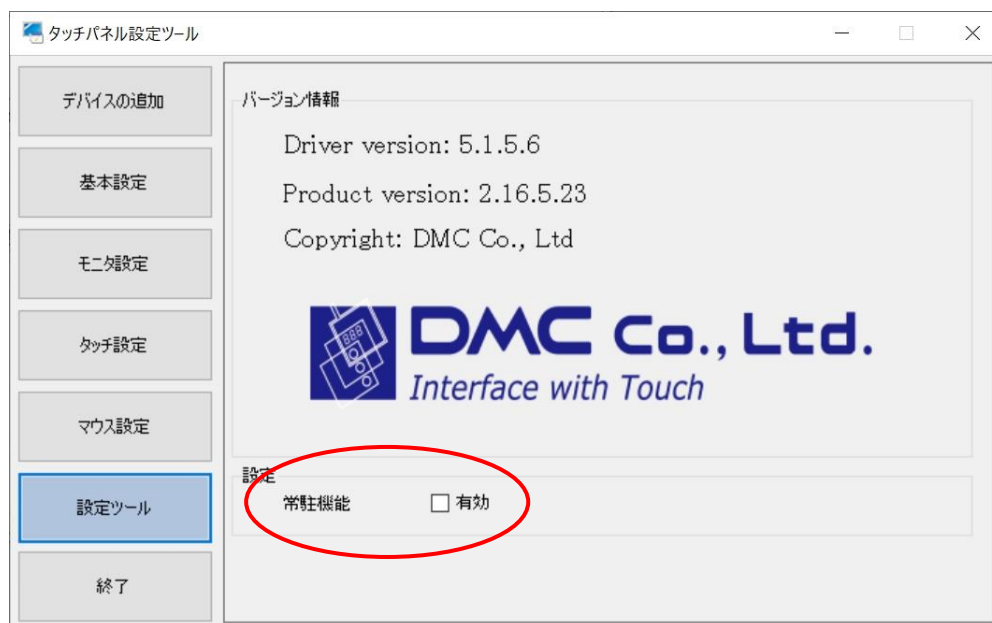 タッチパネル設定ツール
デバイスの追加
基本設定
モニタ設定
タッチ設定
マウス設定
設定ツール
終了
バージョン情報
Driver version: 5.1.5.6
Product version: 2.16.5.23
Copyright: DMC Co., Ltd
888
DMC Co., Ltd.
Interface with Touch
設定
常駐機能 有効